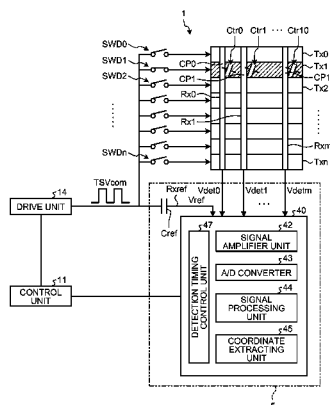 1
Ctr0 Ctr1 ··· Ctr10
SWD0
CP0
Tx0
SWD1
Tx1
CP1
SWD2
CP1
Tx2
Rx0
Rx1
Rxm
SWDn
Txn
TSVcom
Rxref
Vref
Vdet0 Vdet1 ··· Vdetm
Cref
14
DRIVE UNIT
40
47
DETECTION TIMING CONTROL UNIT
42
SIGNAL AMPLIFIER UNIT
43
A/D CONVERTER
11
CONTROL UNIT
44
SIGNAL PROCESSING UNIT
45
COORDINATE EXTRACTING UNIT